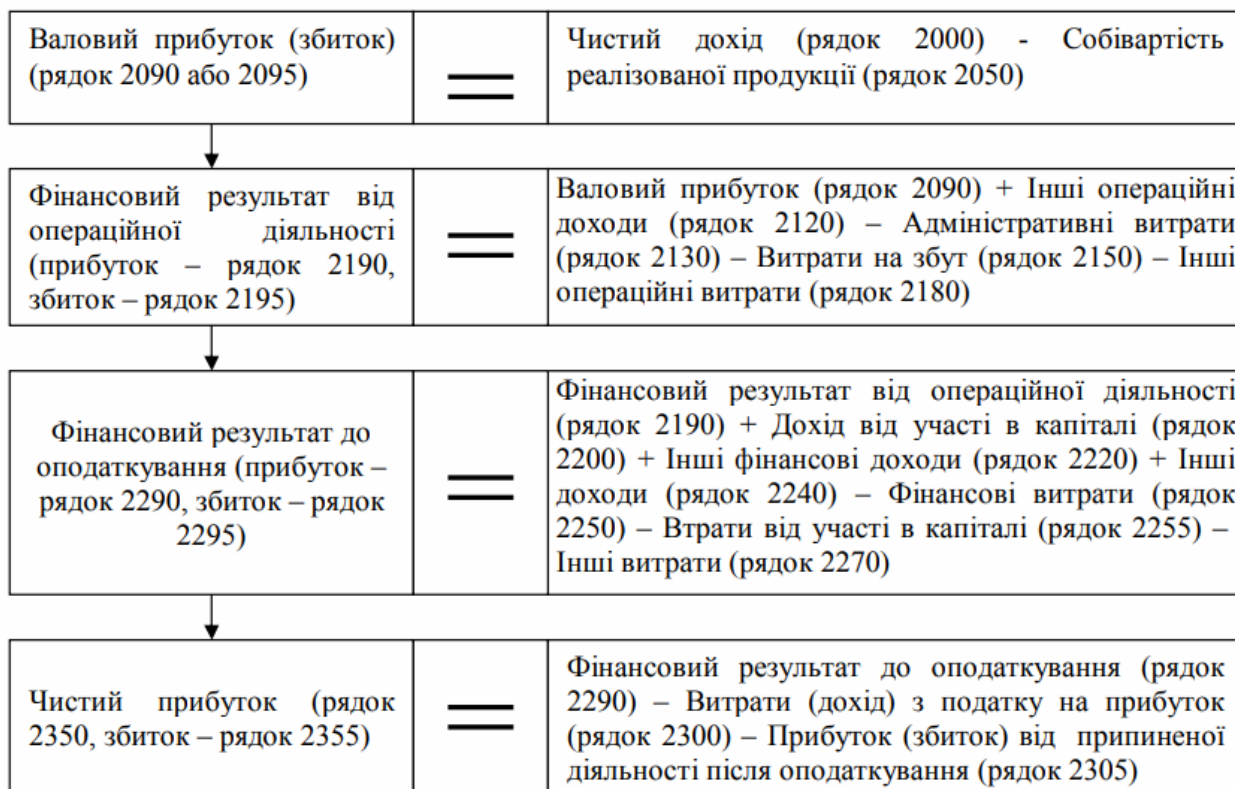 Валовий прибуток (збиток)
(рядок 2090 або 2095)
Чистий дохід (рядок 2000) - Собівартість
реалізованої продукції (рядок 2050)
Фінансовий результат від
операційної діяльності
(прибуток – рядок 2190,
збиток – рядок 2195)
Валовий прибуток (рядок 2090) + Інші операційні
доходи (рядок 2120) – Адміністративні витрати
(рядок 2130) – Витрати на збут (рядок 2150) – Інші
операційні витрати (рядок 2180)
Фінансовий результат до
оподаткування (прибуток –
рядок 2290, збиток – рядок
2295)
Фінансовий результат від операційної діяльності
(рядок 2190) + Дохід від участі в капіталі (рядок
2200) + Інші фінансові доходи (рядок 2220) + Інші
доходи (рядок 2240) – Фінансові витрати (рядок
2250) – Втрати від участі в капіталі (рядок 2255) –
Інші витрати (рядок 2270)
Чистий прибуток (рядок
2350, збиток – рядок 2355)
Фінансовий результат до оподаткування (рядок
2290) – Витрати (дохід) з податку на прибуток
(рядок 2300) – Прибуток (збиток) від припиненої
діяльності після оподаткування (рядок 2305)